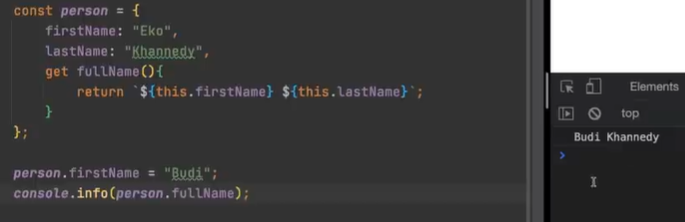 const person = {
    firstName: "Eko",
    lastName: "Khannedy",
    get fullName(){
        return `${this.firstName} ${this.lastName}`;
    }
};
person.firstName = "Budi";
console.info(person.fullName);
Elements
top
Budi Khannedy
>